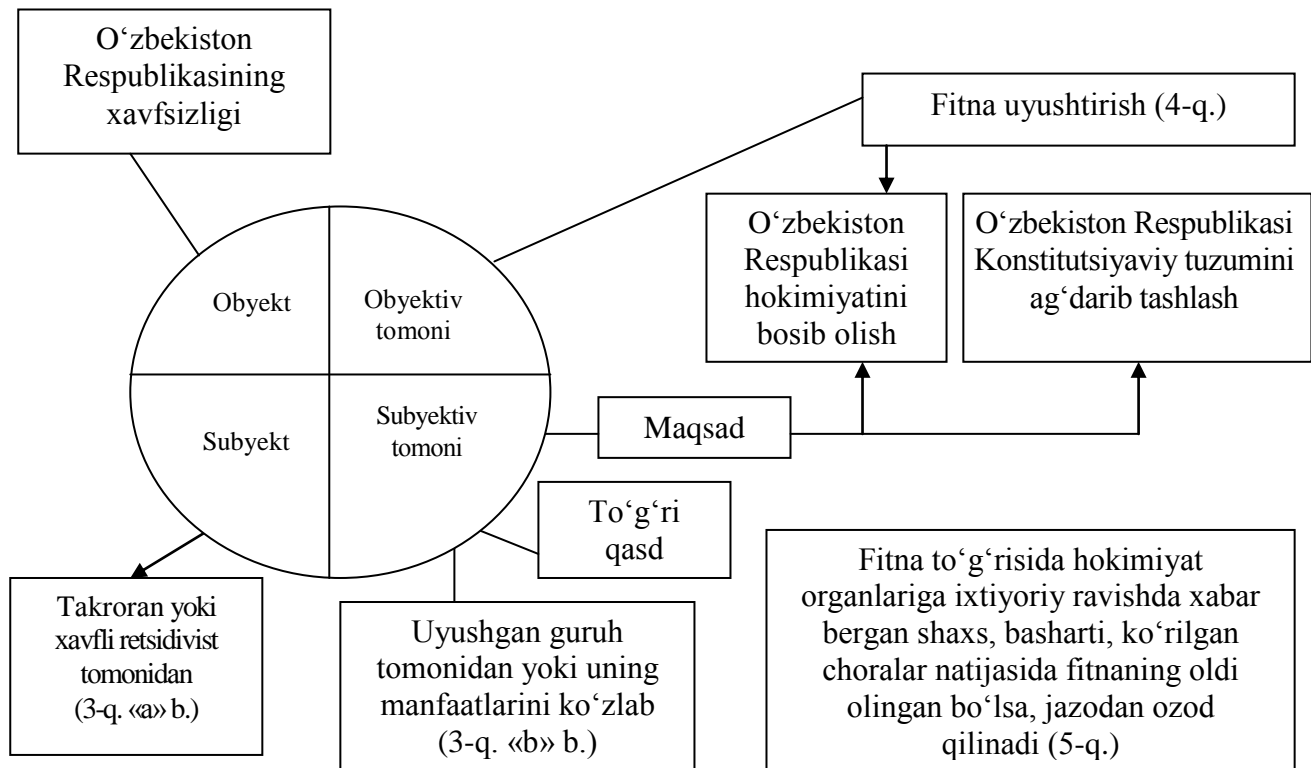 O‘zbekiston
Respublikasining
xavfsizligi
Fitna uyushtirish (4-q.)
O‘zbekiston
Respublikasi
hokimiyatini
bosib olish
O‘zbekiston Respublikasi
Konstitutsiyaviy tuzumini
ag‘darib tashlash
Obyekt
Obyektiv
tomoni
Subyekt
Subyektiv
tomoni
Maqsad
To‘g‘ri
qasd
Takroran yoki
xavfli retsidivist
tomonidan
(3-q. «a» b.)
Uyushgan guruh
tomonidan yoki uning
manfaatlarini ko‘zlab
(3-q. «b» b.)
Fitna to‘g‘risida hokimiyat
organlariga ixtiyoriy ravishda xabar
bergan shaxs, basharti, ko‘rilgan
choralar natijasida fitnaning oldi
olingan bo‘lsa, jazodan ozod
qilinadi (5-q.)